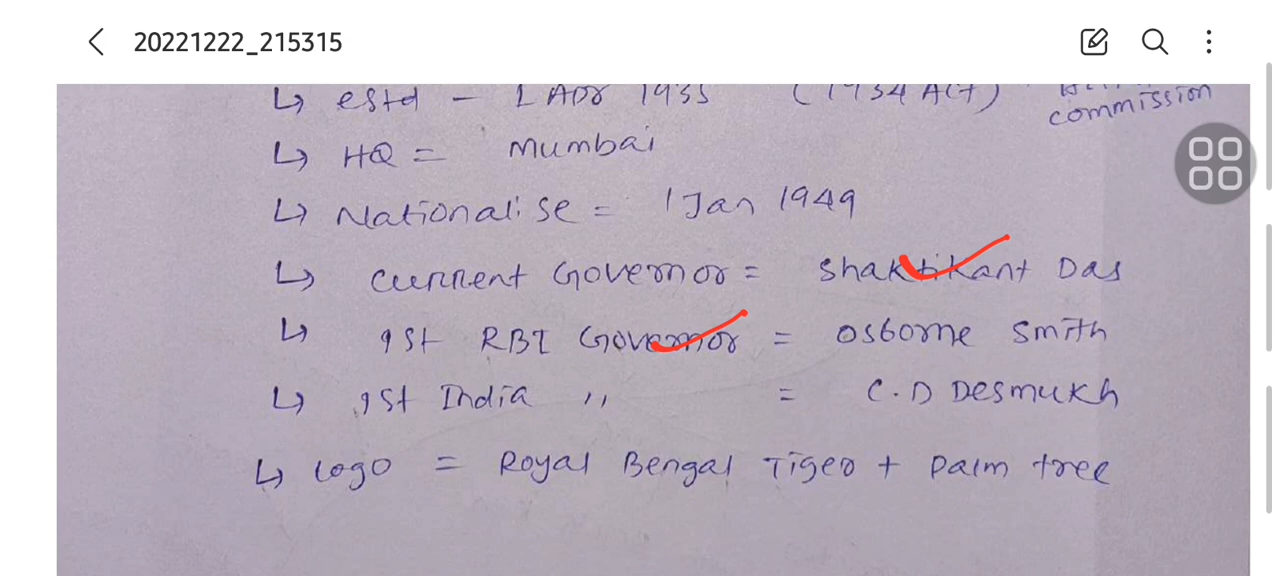 20221222_215315
↳ estd - 1 Apr 1935 (1934 Act)
commission
↳ HQ = Mumbai
↳ Nationalise = 1 Jan 1949
↳ Current Governor = Shaktikant Das
↳ 1st RBI Governor = Osborne Smith
↳ 1st India ,, = C.D Desmukh
↳ Logo = Royal Bengal Tiger + Palm tree